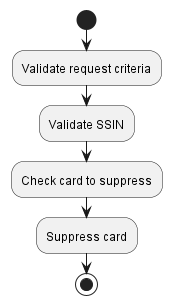 Validate request criteria
Validate SSIN
Check card to suppress
Suppress card